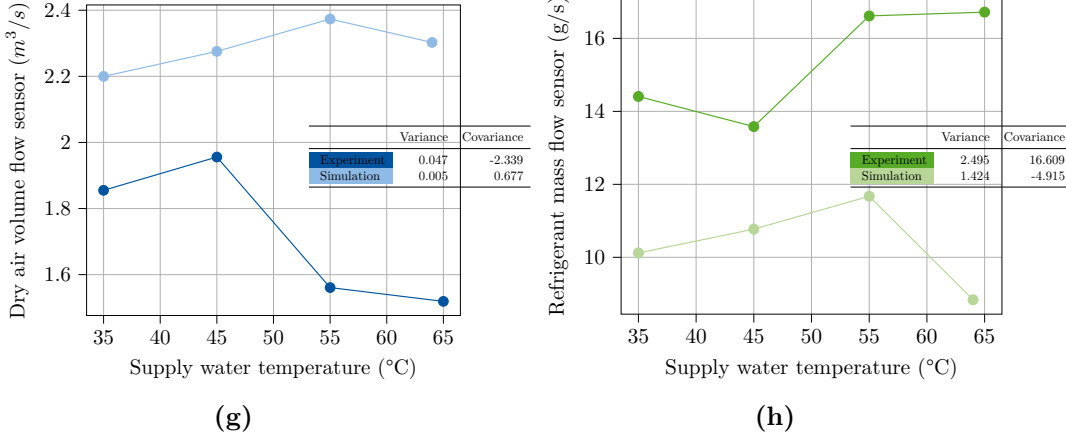 Dry air volume flow sensor (m³/s)
2.4
2.2
2
1.8
1.6
35 40 45 50 55 60 65
Supply water temperature (°C)
Variance Covariance
Experiment 0.047 -2.339
Simulation 0.005 0.677
(g)
Refrigerant mass flow sensor (g/s)
16
14
12
10
35 40 45 50 55 60 65
Supply water temperature (°C)
Variance Covariance
Experiment 2.495 16.609
Simulation 1.424 -4.915
(h)